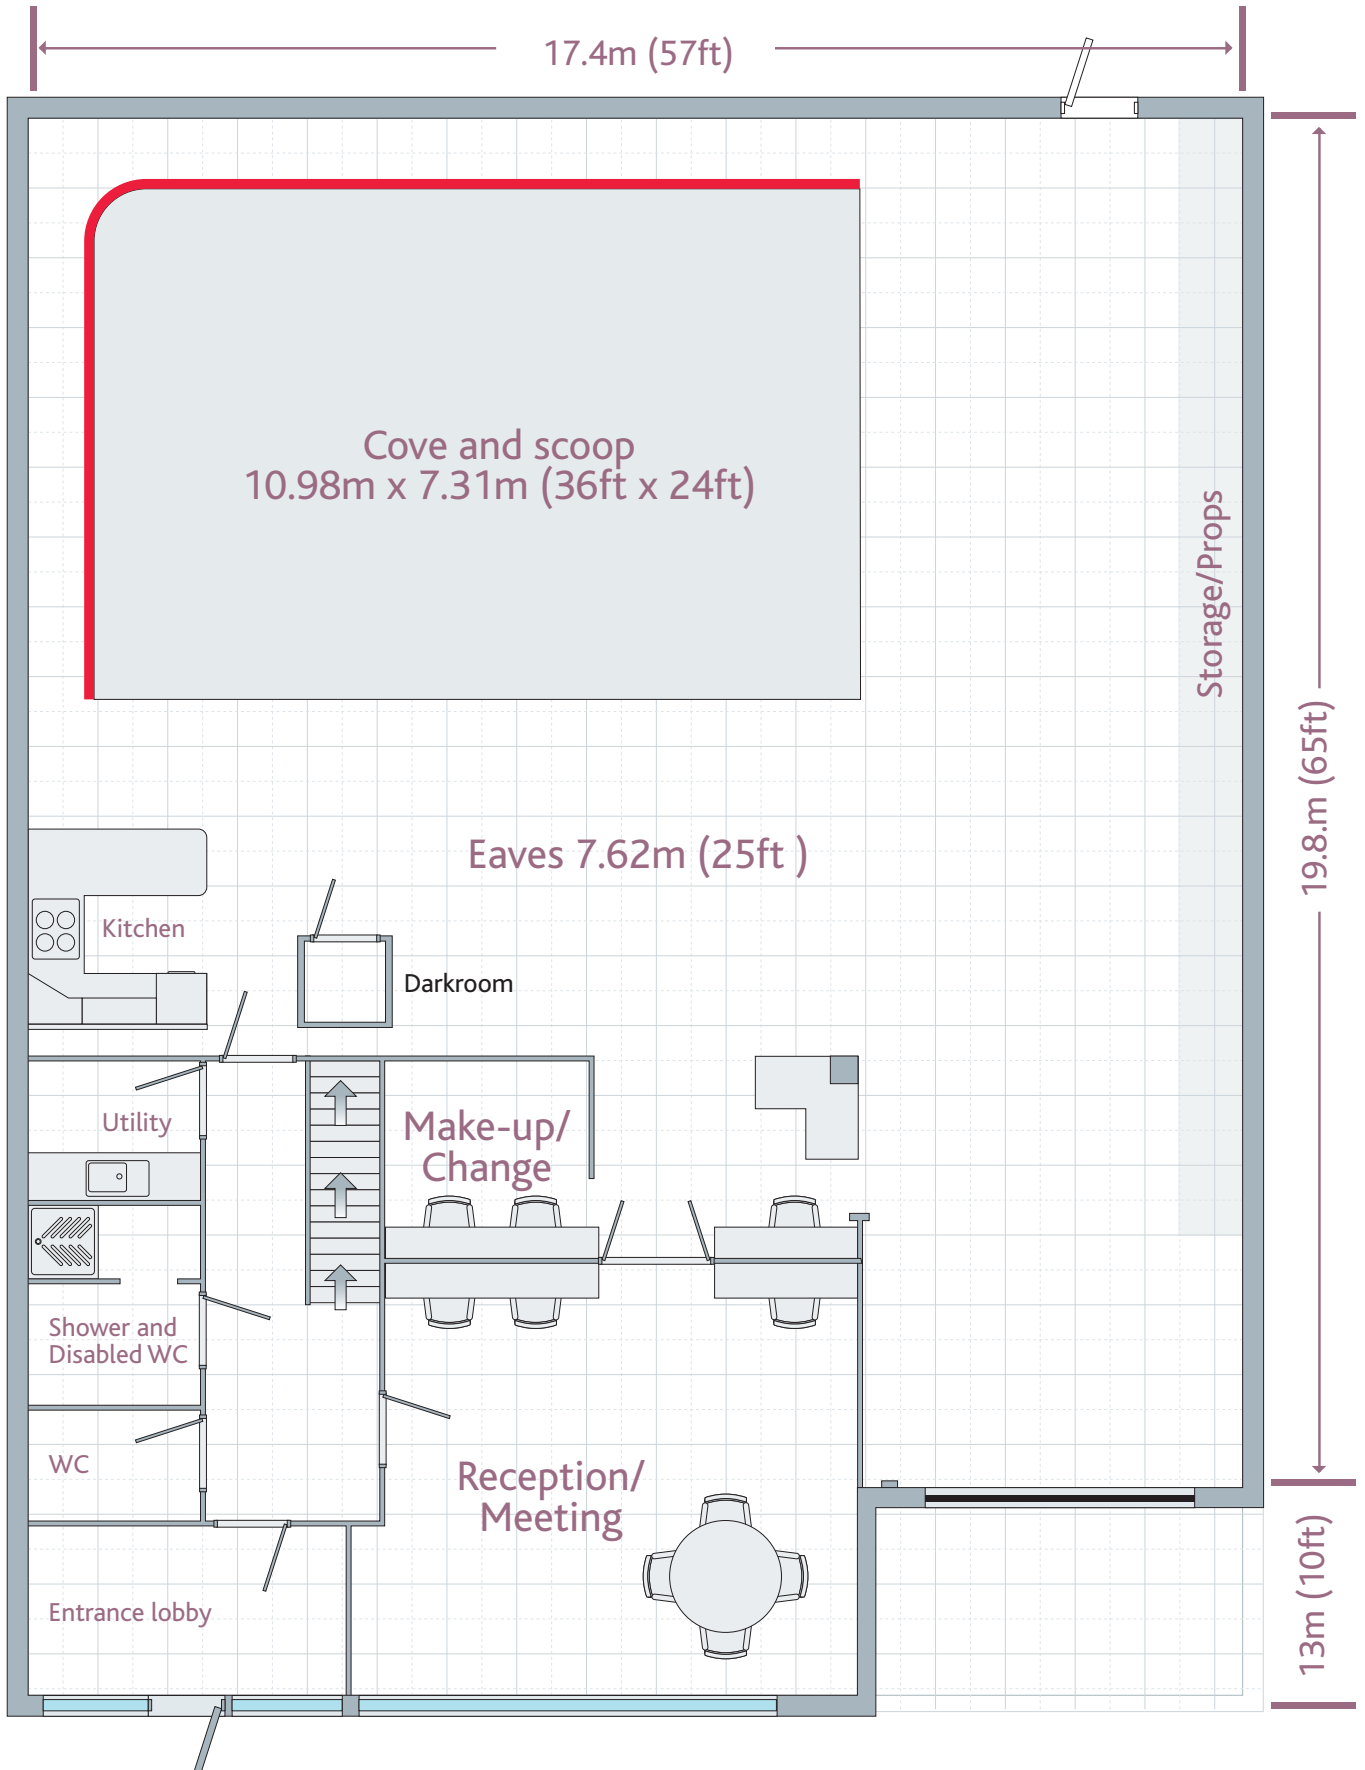 17.4m (57ft)
Cove and scoop
10.98m x 7.31m (36ft x 24ft)
Storage/Props
19.8.m (65ft)
Eaves 7.62m (25ft )
Kitchen
Darkroom
Utility
Make-up/
Change
Shower and
Disabled WC
WC
Reception/
Meeting
Entrance lobby
13m (10ft)